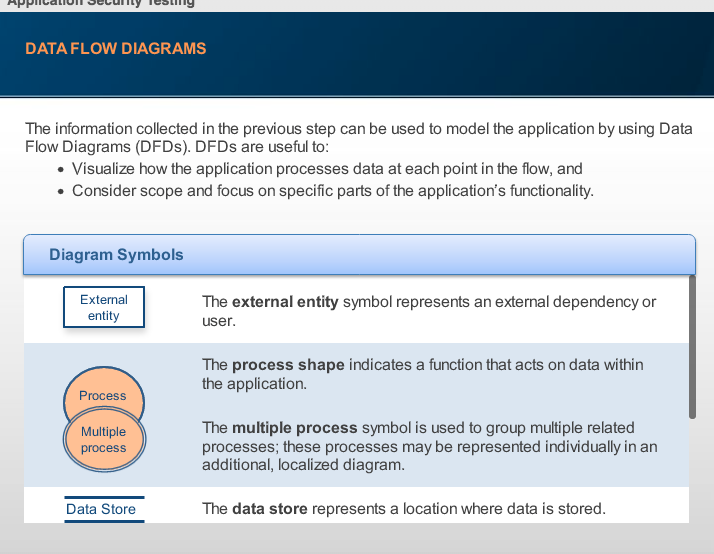 Application Security Testing
DATA FLOW DIAGRAMS
The information collected in the previous step can be used to model the application by using Data
Flow Diagrams (DFDs). DFDs are useful to:
• Visualize how the application processes data at each point in the flow, and
• Consider scope and focus on specific parts of the application’s functionality.
Diagram Symbols
External
entity
The external entity symbol represents an external dependency or
user.
Process
The process shape indicates a function that acts on data within
the application.
Multiple
process
The multiple process symbol is used to group multiple related
processes; these processes may be represented individually in an
additional, localized diagram.
Data Store
The data store represents a location where data is stored.